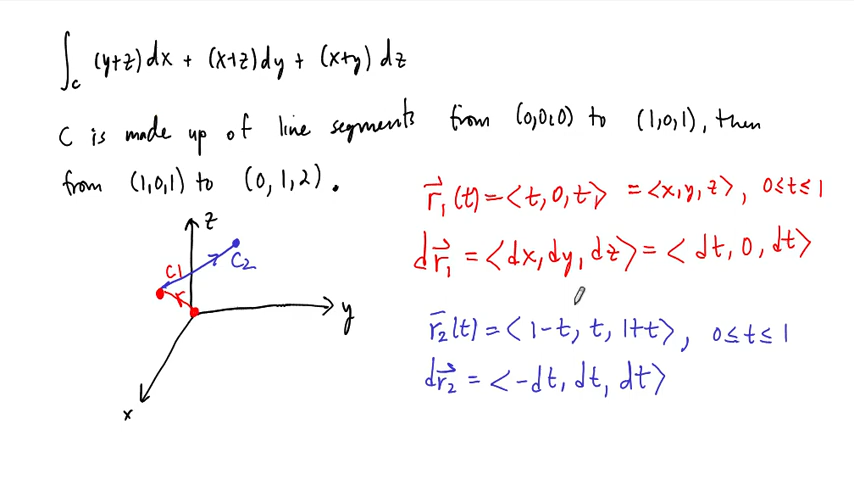 ∫_C (y+z)dx + (x+z)dy + (x+y)dz
C is made up of line segments from (0,0,0) to (1,0,1), then
from (1,0,1) to (0,1,2).
r⃗₁(t) = <t, 0, t> = <x, y, z>, 0≤t≤1
dr⃗₁ = <dx, dy, dz> = <dt, 0, dt>
r⃗₂(t) = <1-t, t, 1+t>, 0≤t≤1
dr⃗₂ = <-dt, dt, dt>
z
C1
C2
y
x